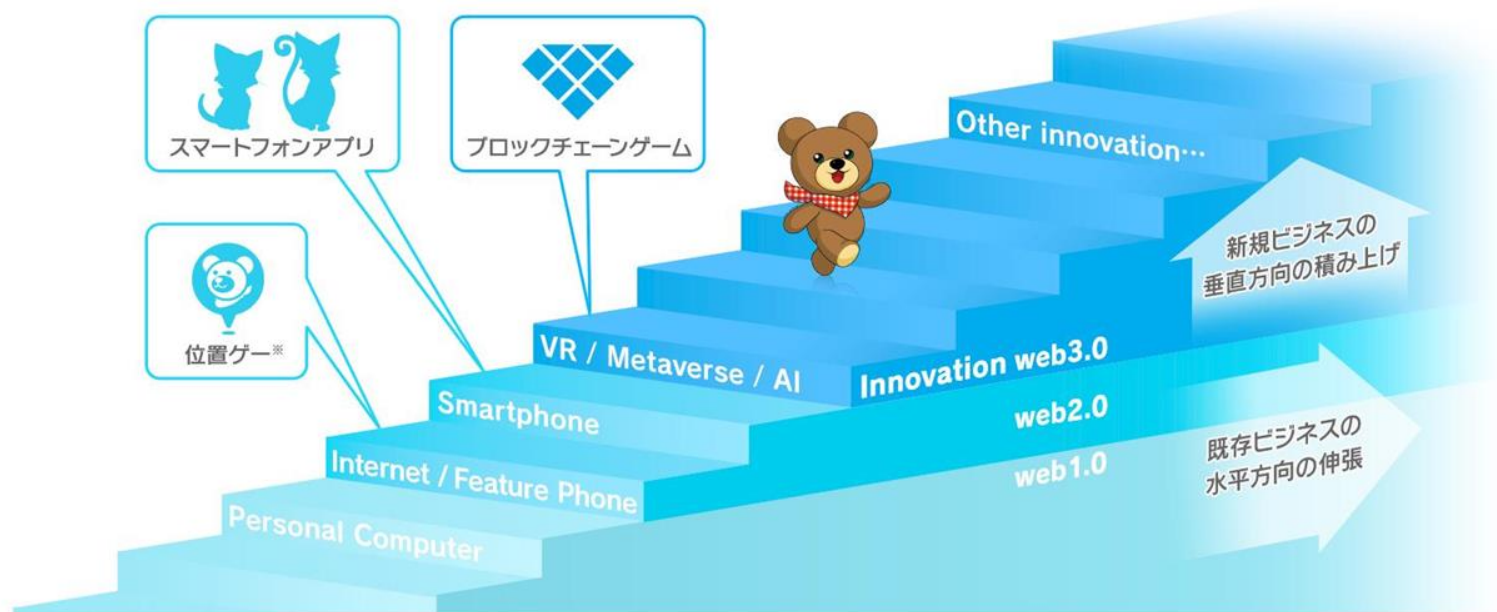 スマートフォンアプリ
ブロックチェーンゲーム
位置ゲー※
Other innovation…
新規ビジネスの
垂直方向の積み上げ
VR / Metaverse / AI
Innovation web3.0
Smartphone
web2.0
既存ビジネスの
水平方向の伸張
Internet / Feature Phone
web1.0
Personal Computer